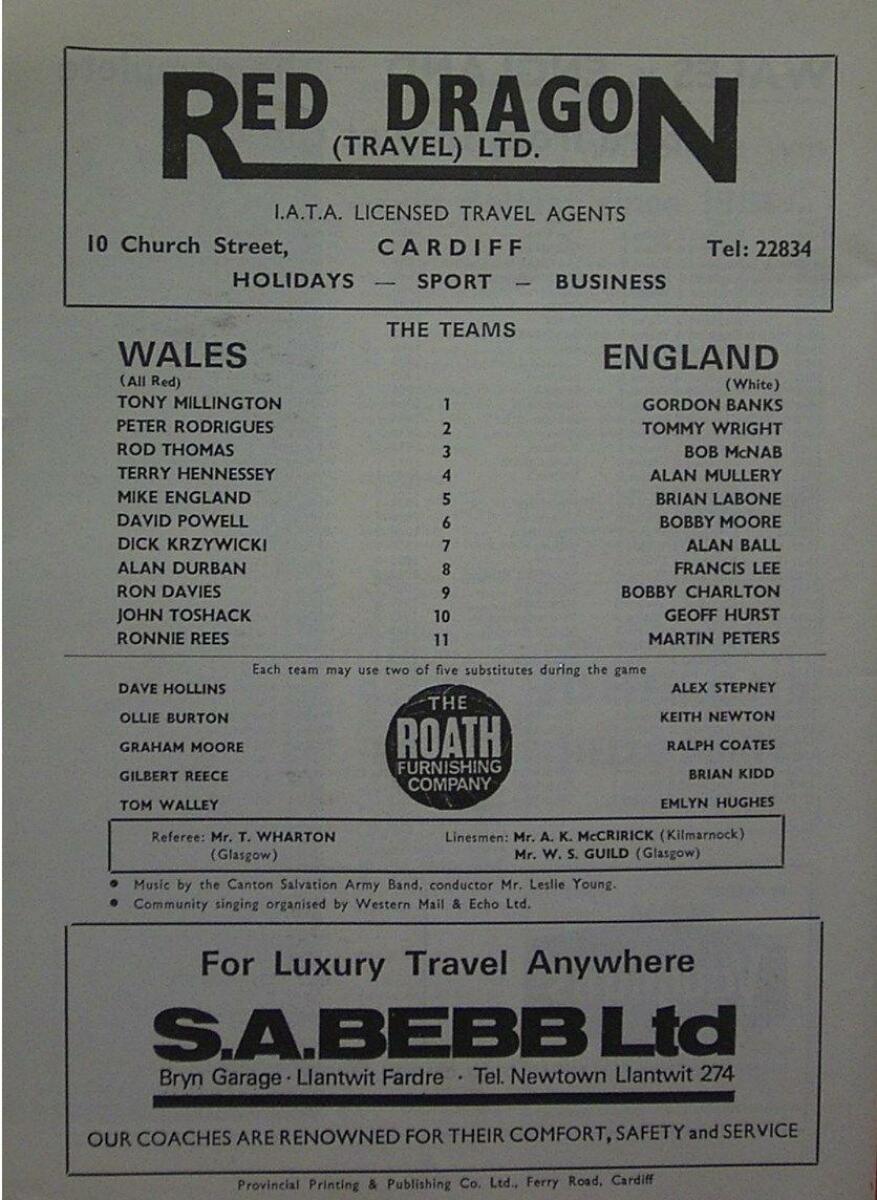 RED DRAGON
(TRAVEL) LTD.
I.A.T.A. LICENSED TRAVEL AGENTS
10 Church Street, CARDIFF Tel: 22834
HOLIDAYS — SPORT — BUSINESS
THE TEAMS
WALES ENGLAND
(All Red) (White)
TONY MILLINGTON 1 GORDON BANKS
PETER RODRIGUES 2 TOMMY WRIGHT
ROD THOMAS 3 BOB McNAB
TERRY HENNESSEY 4 ALAN MULLERY
MIKE ENGLAND 5 BRIAN LABONE
DAVID POWELL 6 BOBBY MOORE
DICK KRZYWICKI 7 ALAN BALL
ALAN DURBAN 8 FRANCIS LEE
RON DAVIES 9 BOBBY CHARLTON
JOHN TOSHACK 10 GEOFF HURST
RONNIE REES 11 MARTIN PETERS
Each team may use two of five substitutes during the game
DAVE HOLLINS ALEX STEPNEY
OLLIE BURTON KEITH NEWTON
GRAHAM MOORE RALPH COATES
GILBERT REECE BRIAN KIDD
TOM WALLEY EMLYN HUGHES
THE
ROATH
FURNISHING
COMPANY
Referee: Mr. T. WHARTON Linesmen: Mr. A. K. McCRIRICK (Kilmarnock)
(Glasgow) Mr. W. S. GUILD (Glasgow)
• Music by the Canton Salvation Army Band, conductor Mr. Leslie Young.
• Community singing organised by Western Mail & Echo Ltd.
For Luxury Travel Anywhere
S.A.BEBB Ltd
Bryn Garage · Llantwit Fardre · Tel. Newtown Llantwit 274
OUR COACHES ARE RENOWNED FOR THEIR COMFORT, SAFETY and SERVICE
Provincial Printing & Publishing Co. Ltd., Ferry Road, Cardiff